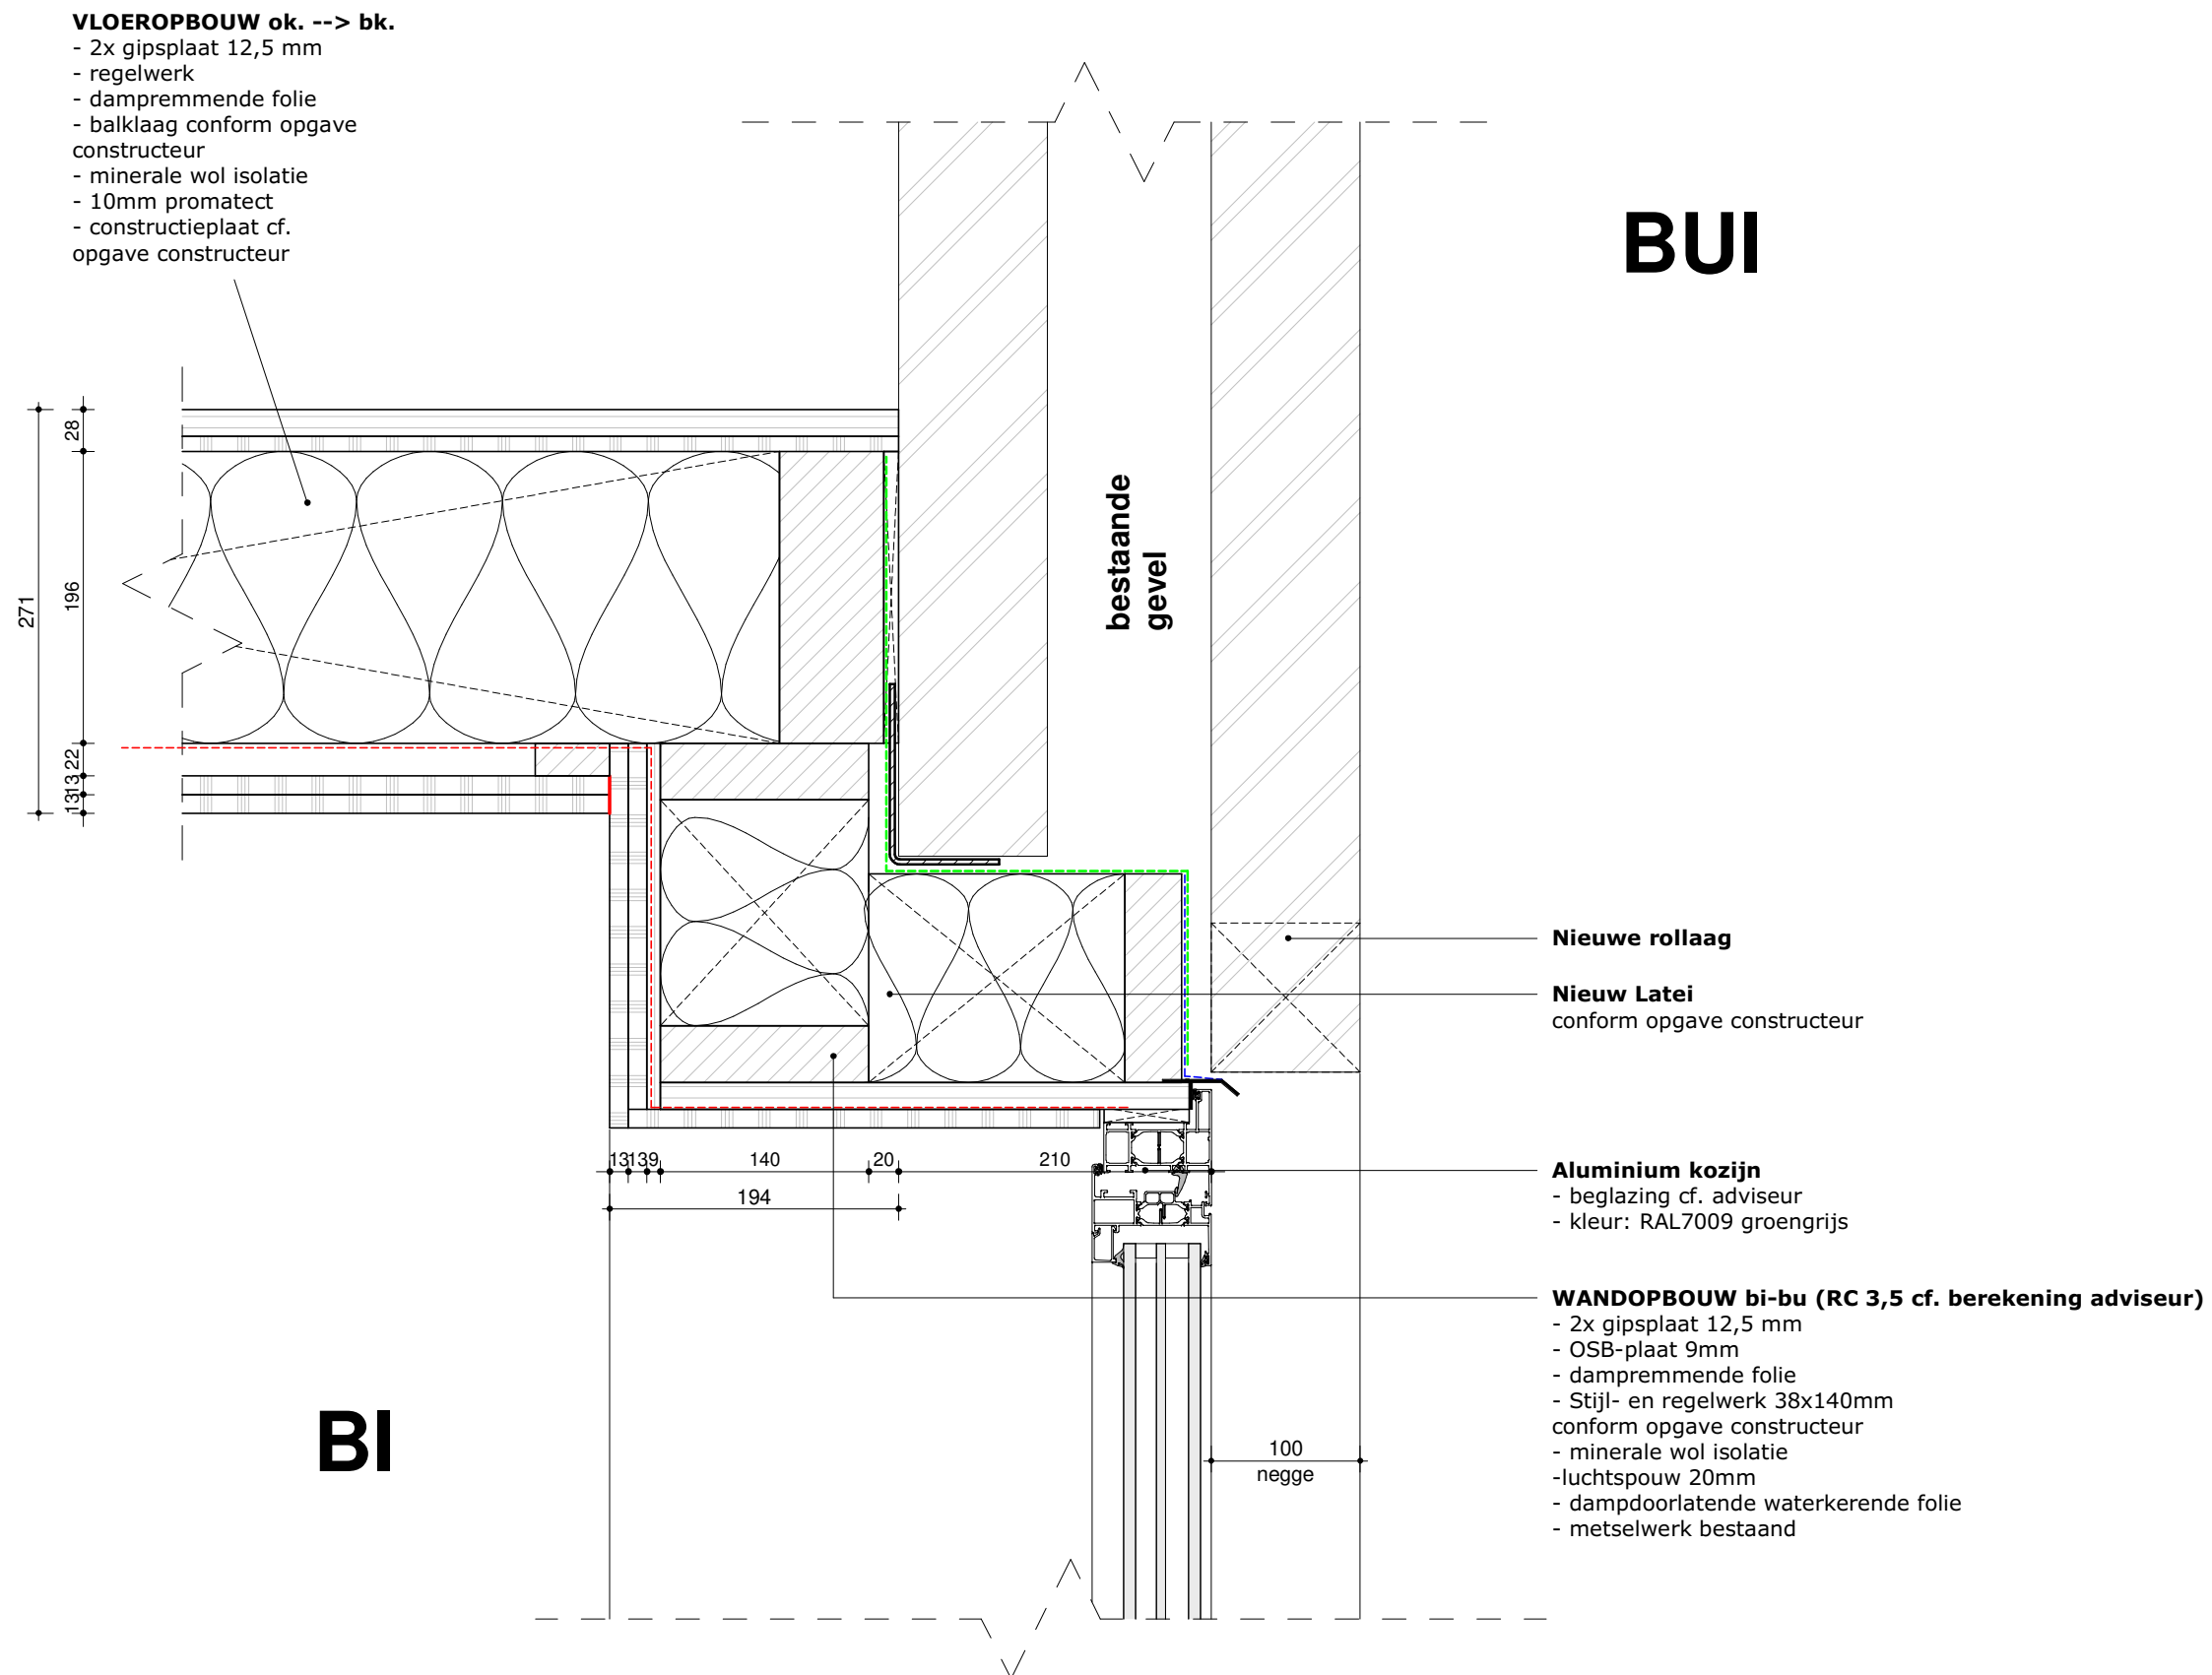 VLOEROPBOUW ok. --> bk.
- 2x gipsplaat 12,5 mm
- regelwerk
- dampremmende folie
- balklaag conform opgave
constructeur
- minerale wol isolatie
- 10mm promatect
- constructieplaat cf.
opgave constructeur
BUI
28
196
271
22
13
13
bestaande
gevel
Nieuwe rollaag
Nieuw Latei
conform opgave constructeur
13
13
9
140
20
210
194
Aluminium kozijn
- beglazing cf. adviseur
- kleur: RAL7009 groengrijs
WANDOPBOUW bi-bu (RC 3,5 cf. berekening adviseur)
- 2x gipsplaat 12,5 mm
- OSB-plaat 9mm
- dampremmende folie
- Stijl- en regelwerk 38x140mm
conform opgave constructeur
- minerale wol isolatie
-luchtspouw 20mm
- dampdoorlatende waterkerende folie
- metselwerk bestaand
BI
100
negge